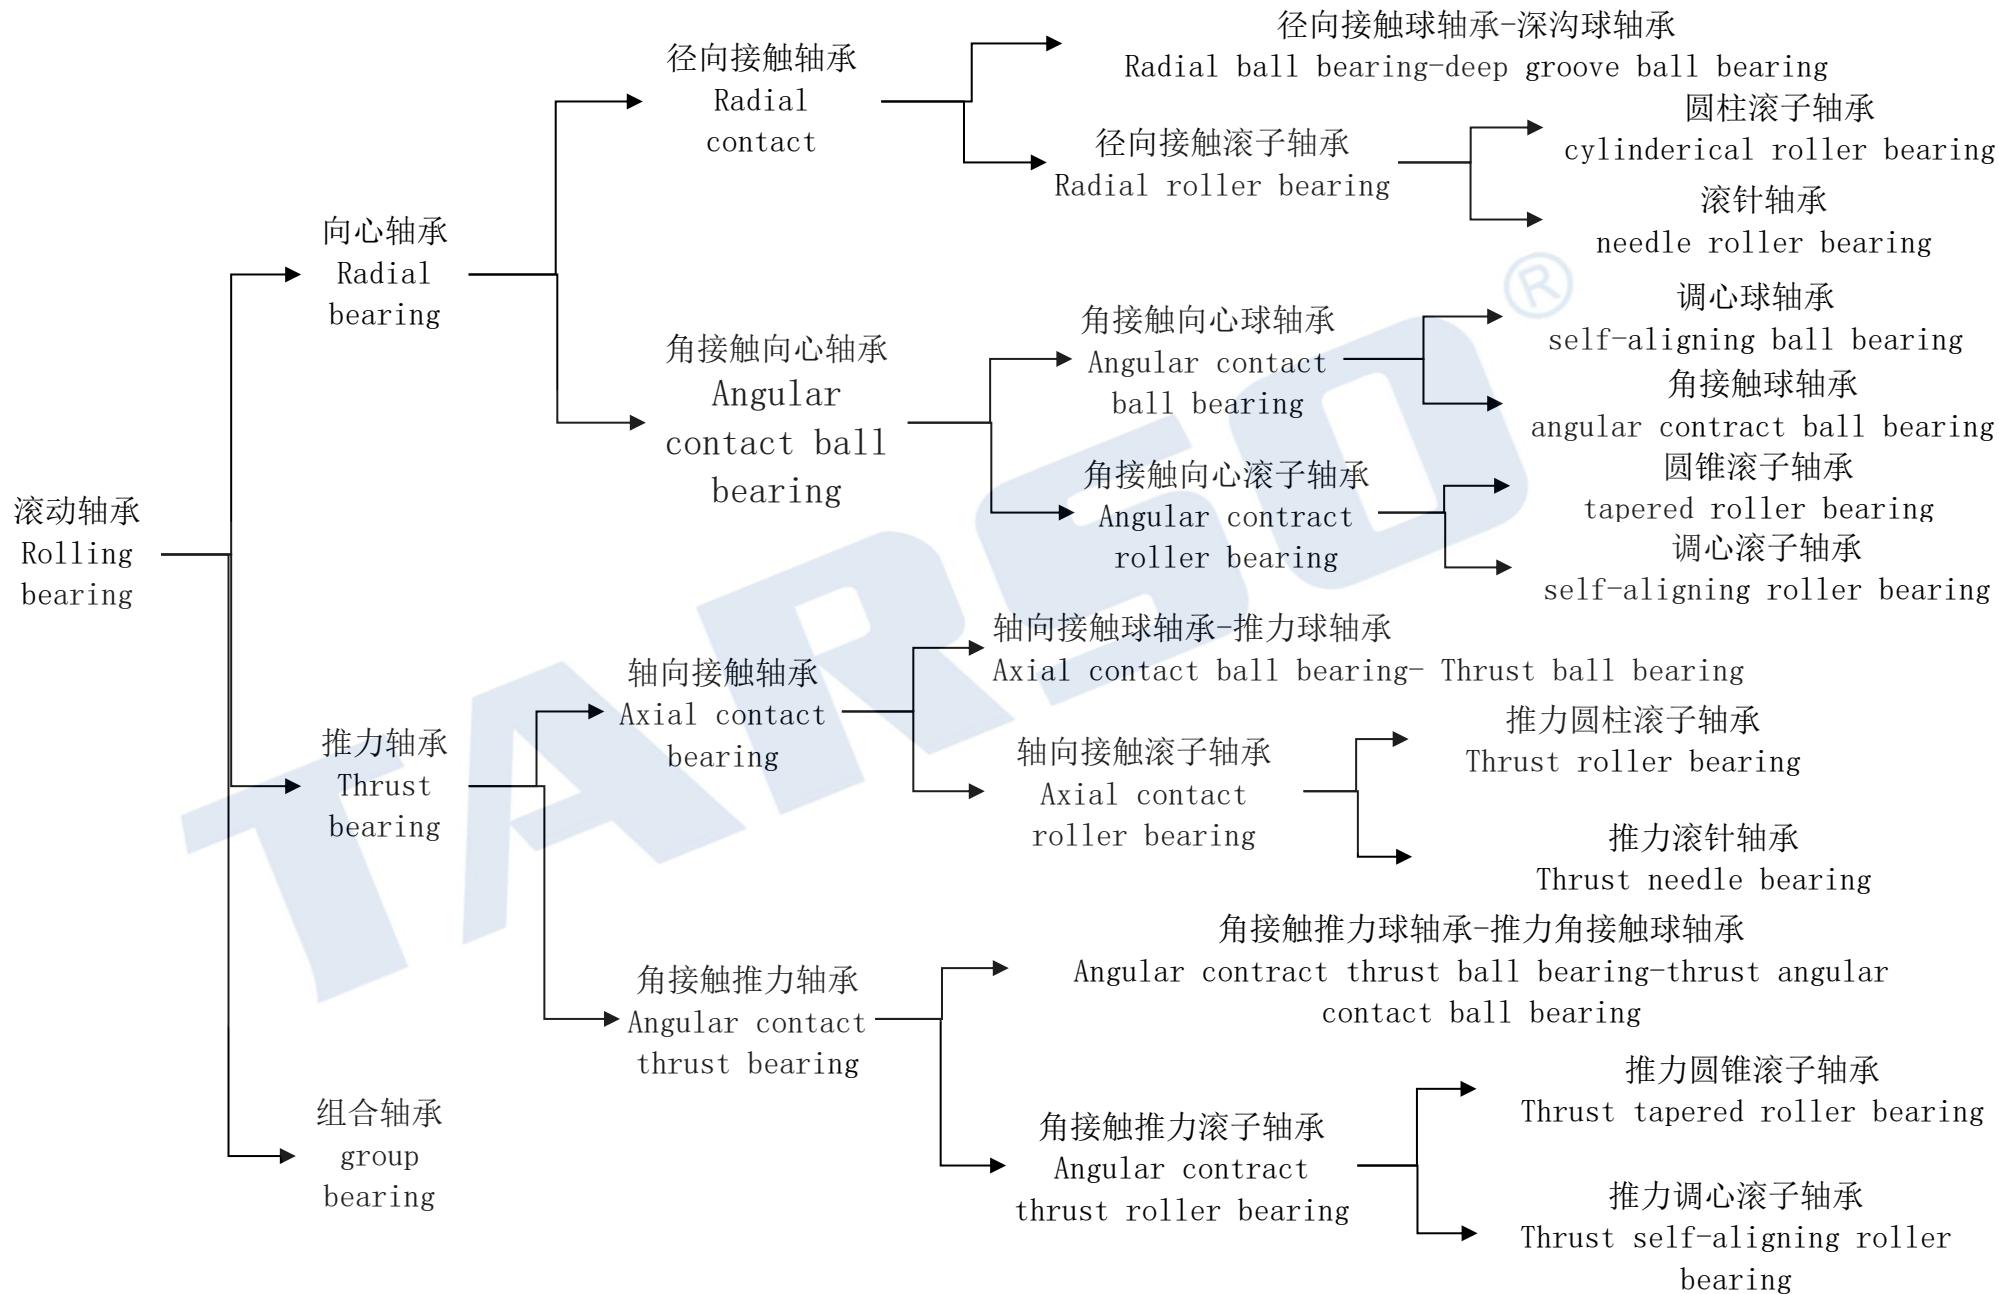 滚动轴承
Rolling
bearing
向心轴承
Radial
bearing
径向接触轴承
Radial
contact
径向接触球轴承-深沟球轴承
Radial ball bearing-deep groove ball bearing
径向接触滚子轴承
Radial roller bearing
圆柱滚子轴承
cylinderical roller bearing
滚针轴承
needle roller bearing
角接触向心轴承
Angular
contact ball
bearing
角接触向心球轴承
Angular contact
ball bearing
调心球轴承
self-aligning ball bearing
角接触球轴承
angular contract ball bearing
角接触向心滚子轴承
Angular contract
roller bearing
圆锥滚子轴承
tapered roller bearing
调心滚子轴承
self-aligning roller bearing
推力轴承
Thrust
bearing
轴向接触轴承
Axial contact
bearing
轴向接触球轴承-推力球轴承
Axial contact ball bearing- Thrust ball bearing
轴向接触滚子轴承
Axial contact
roller bearing
推力圆柱滚子轴承
Thrust roller bearing
推力滚针轴承
Thrust needle bearing
角接触推力轴承
Angular contact
thrust bearing
角接触推力球轴承-推力角接触球轴承
Angular contract thrust ball bearing-thrust angular
contact ball bearing
角接触推力滚子轴承
Angular contract
thrust roller bearing
推力圆锥滚子轴承
Thrust tapered roller bearing
推力调心滚子轴承
Thrust self-aligning roller
bearing
组合轴承
group
bearing
TARSO®